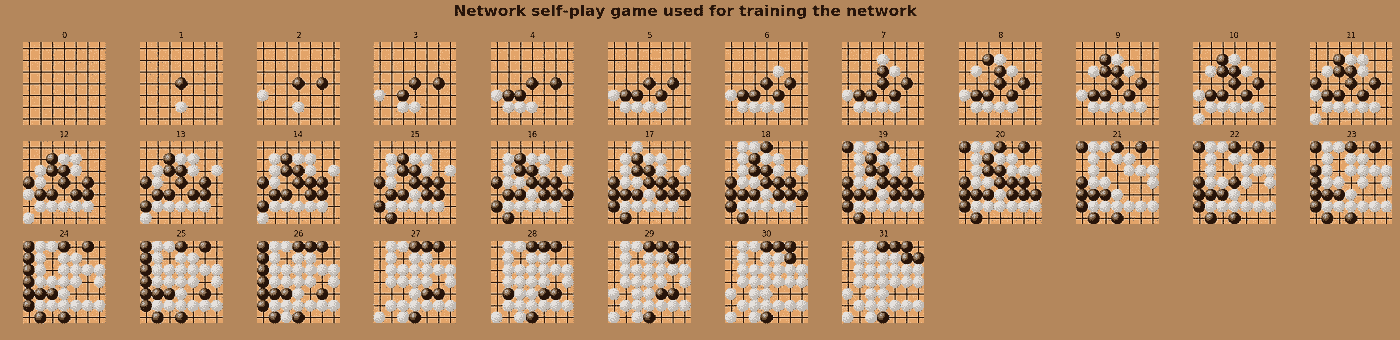 Network self-play game used for training the network
0 1 2 3 4 5 6 7 8 9 10 11
12 13 14 15 16 17 18 19 20 21 22 23
24 25 26 27 28 29 30 31